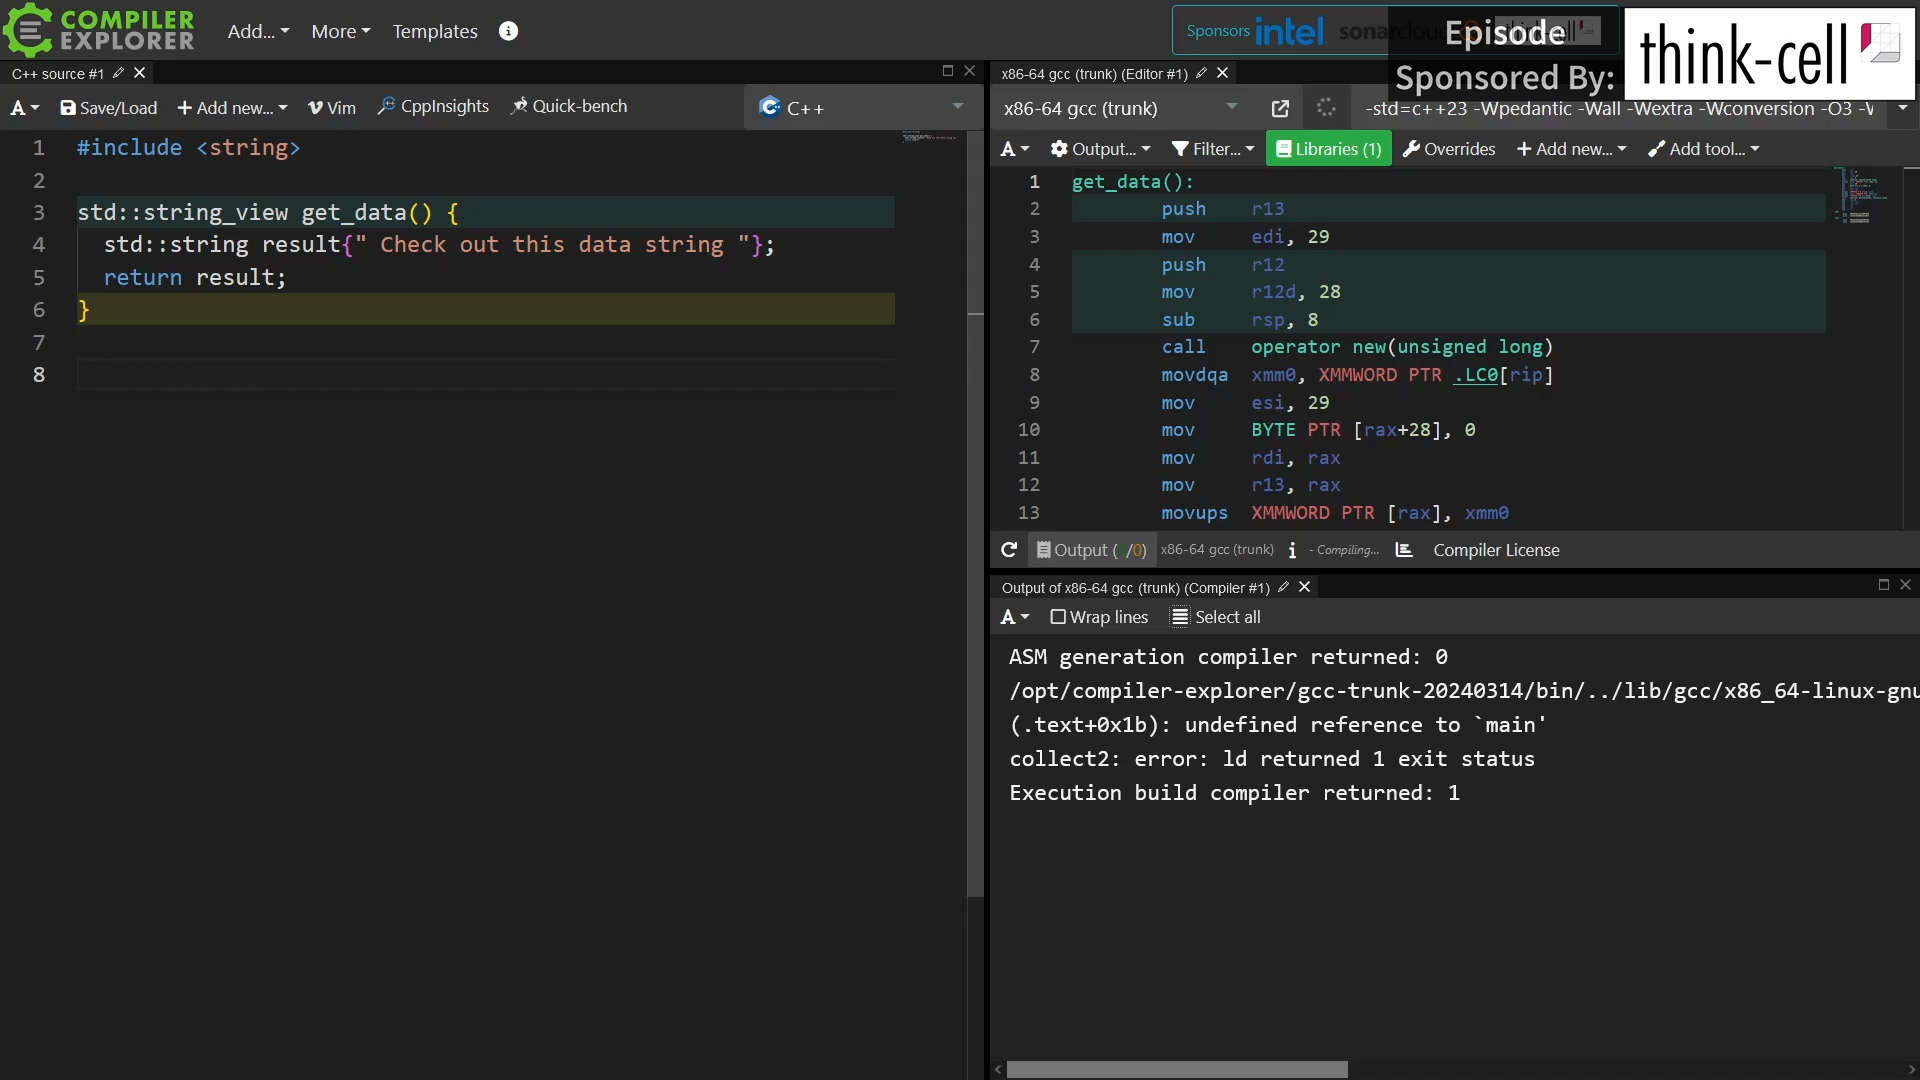 COMPILER
EXPLORER
Add...
More
Templates
Sponsors intel. sonarcloud
Episode
Sponsored By:
think-cell
C++ source #1
A
Save/Load
+ Add new...
Vim
CppInsights
Quick-bench
C++
1 #include <string>
2
3 std::string_view get_data() {
4 std::string result{" Check out this data string "};
5 return result;
6 }
7
8
x86-64 gcc (trunk) (Editor #1)
x86-64 gcc (trunk)
-std=c++23 -Wpedantic -Wall -Wextra -Wconversion -O3
A
Output...
Filter...
Libraries (1)
Overrides
+ Add new...
Add tool...
1 get_data():
2 push r13
3 mov edi, 29
4 push r12
5 mov r12d, 28
6 sub rsp, 8
7 call operator new(unsigned long)
8 movdqa xmm0, XMMWORD PTR .LC0[rip]
9 mov esi, 29
10 mov BYTE PTR [rax+28], 0
11 mov rdi, rax
12 mov r13, rax
13 movups XMMWORD PTR [rax], xmm0
Output ( /0) x86-64 gcc (trunk) i - Compiling... Compiler License
Output of x86-64 gcc (trunk) (Compiler #1)
A
Wrap lines
Select all
ASM generation compiler returned: 0
/opt/compiler-explorer/gcc-trunk-20240314/bin/../lib/gcc/x86_64-linux-gnu
(.text+0x1b): undefined reference to `main'
collect2: error: ld returned 1 exit status
Execution build compiler returned: 1